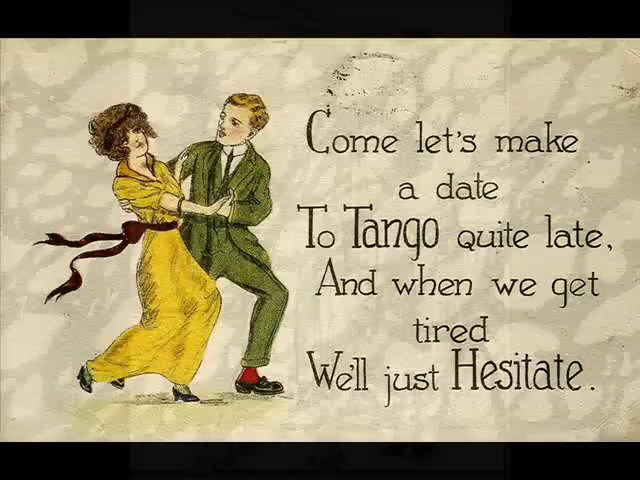 Come let's make
a date
To Tango quite late,
And when we get
tired
We'll just Hesitate.